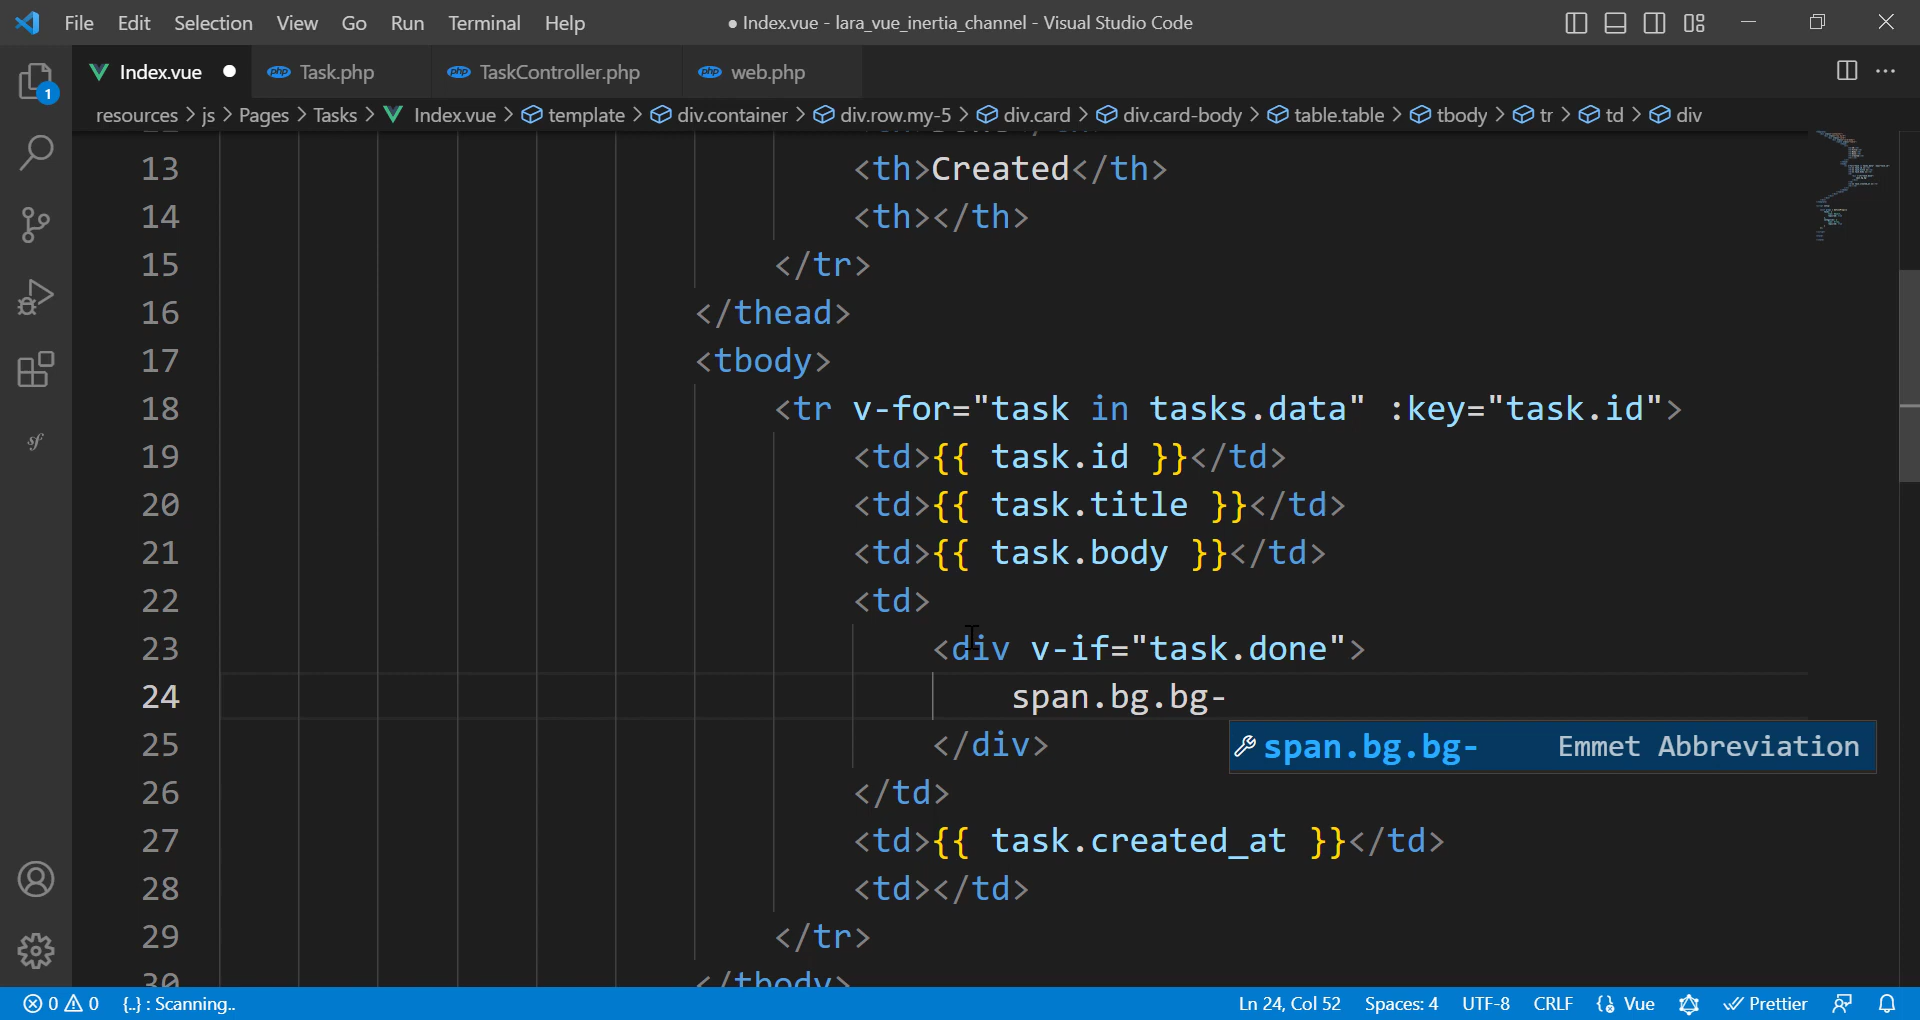 File Edit Selection View Go Run Terminal Help ● Index.vue - lara_vue_inertia_channel - Visual Studio Code
Index.vue Task.php TaskController.php web.php
resources > js > Pages > Tasks > Index.vue > template > div.container > div.row.my-5 > div.card > div.card-body > table.table > tbody > tr > td > div
13 <th>Created</th>
14 <th></th>
15 </tr>
16 </thead>
17 <tbody>
18 <tr v-for="task in tasks.data" :key="task.id">
19 <td>{{ task.id }}</td>
20 <td>{{ task.title }}</td>
21 <td>{{ task.body }}</td>
22 <td>
23 <div v-if="task.done">
24 span.bg.bg-
25 </div>
span.bg.bg- Emmet Abbreviation
26 </td>
27 <td>{{ task.created_at }}</td>
28 <td></td>
29 </tr>
30 </tbody>
1
sf
0 0 {..} : Scanning.. Ln 24, Col 52 Spaces: 4 UTF-8 CRLF Vue Prettier